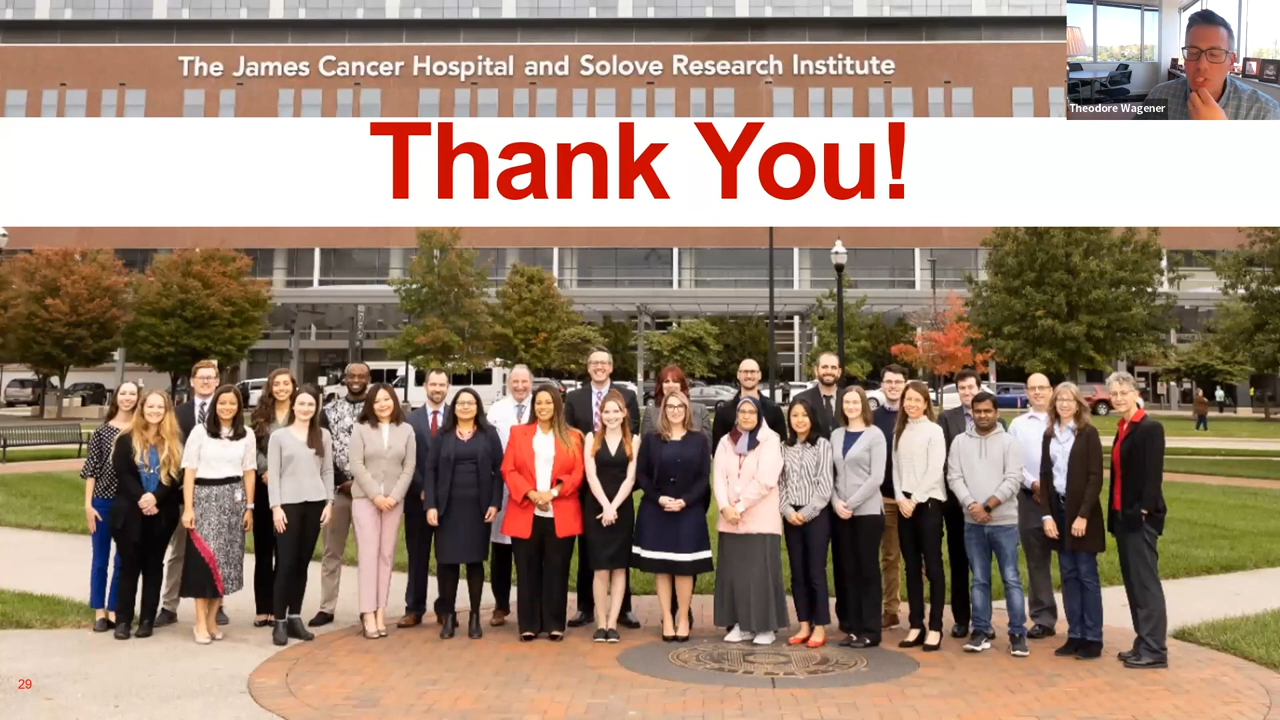 The James Cancer Hospital and Solove Research Institute
Theodore Wagener
Thank You!
29